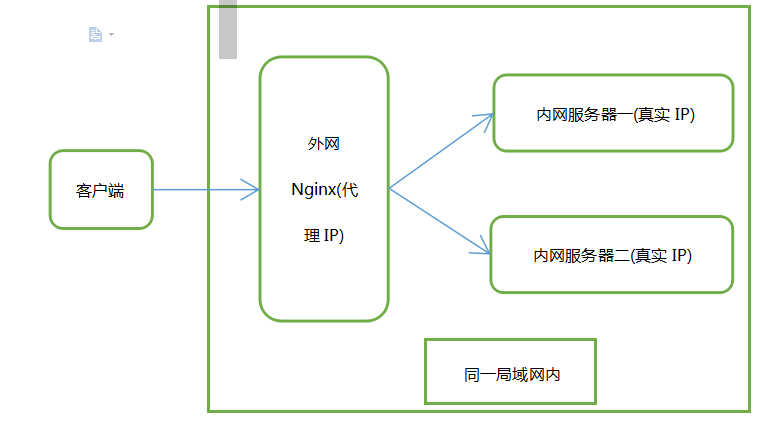 客户端
外网
Nginx(代
理 IP)
内网服务器一(真实 IP)
内网服务器二(真实 IP)
同一局域网内